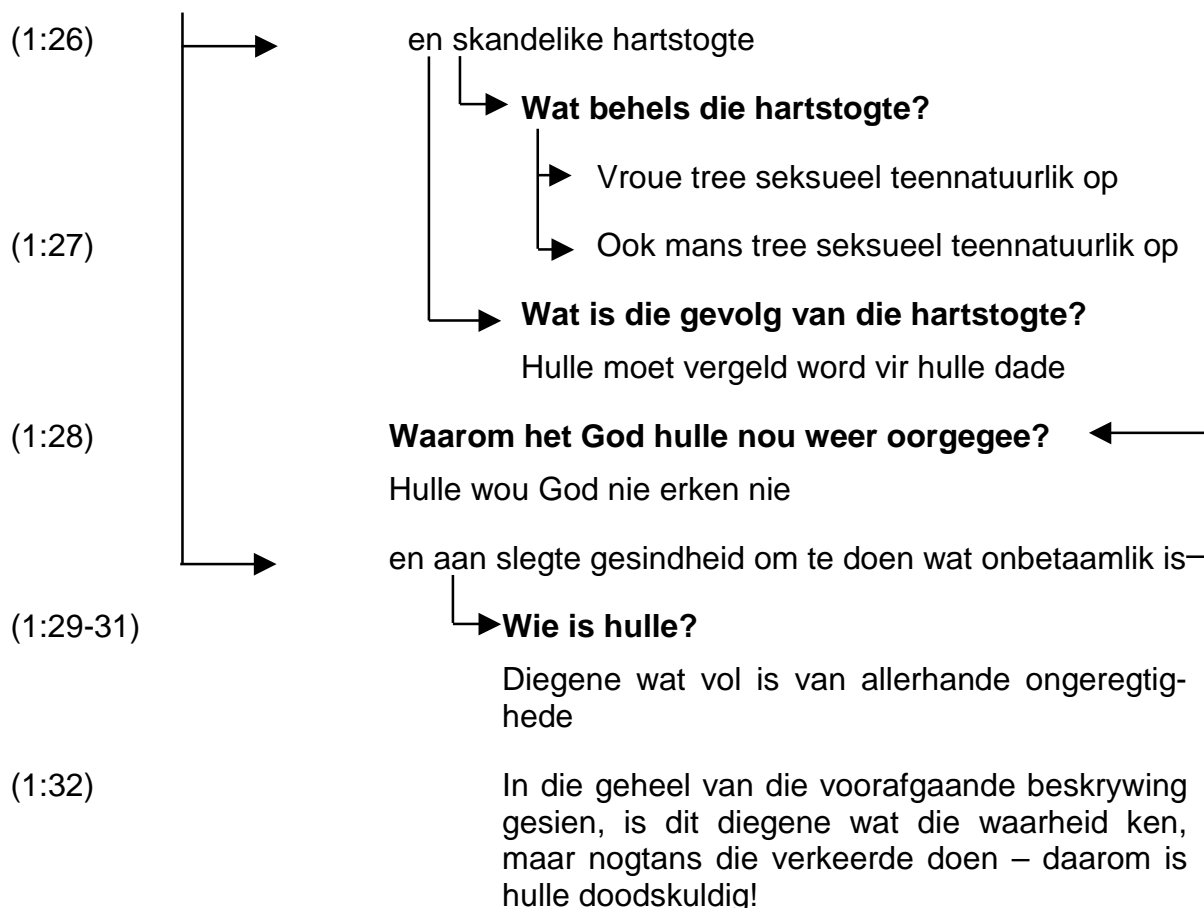 (1:26) en skandelike hartstogte
Wat behels die hartstogte?
Vroue tree seksueel teennatuurlik op
(1:27) Ook mans tree seksueel teennatuurlik op
Wat is die gevolg van die hartstogte?
Hulle moet vergeld word vir hulle dade
(1:28) Waarom het God hulle nou weer oorgegee?
Hulle wou God nie erken nie
en aan slegte gesindheid om te doen wat onbetaamlik is
(1:29-31) Wie is hulle?
Diegene wat vol is van allerhande ongeregtig-
hede
(1:32) In die geheel van die voorafgaande beskrywing
gesien, is dit diegene wat die waarheid ken,
maar nogtans die verkeerde doen – daarom is
hulle doodskuldig!